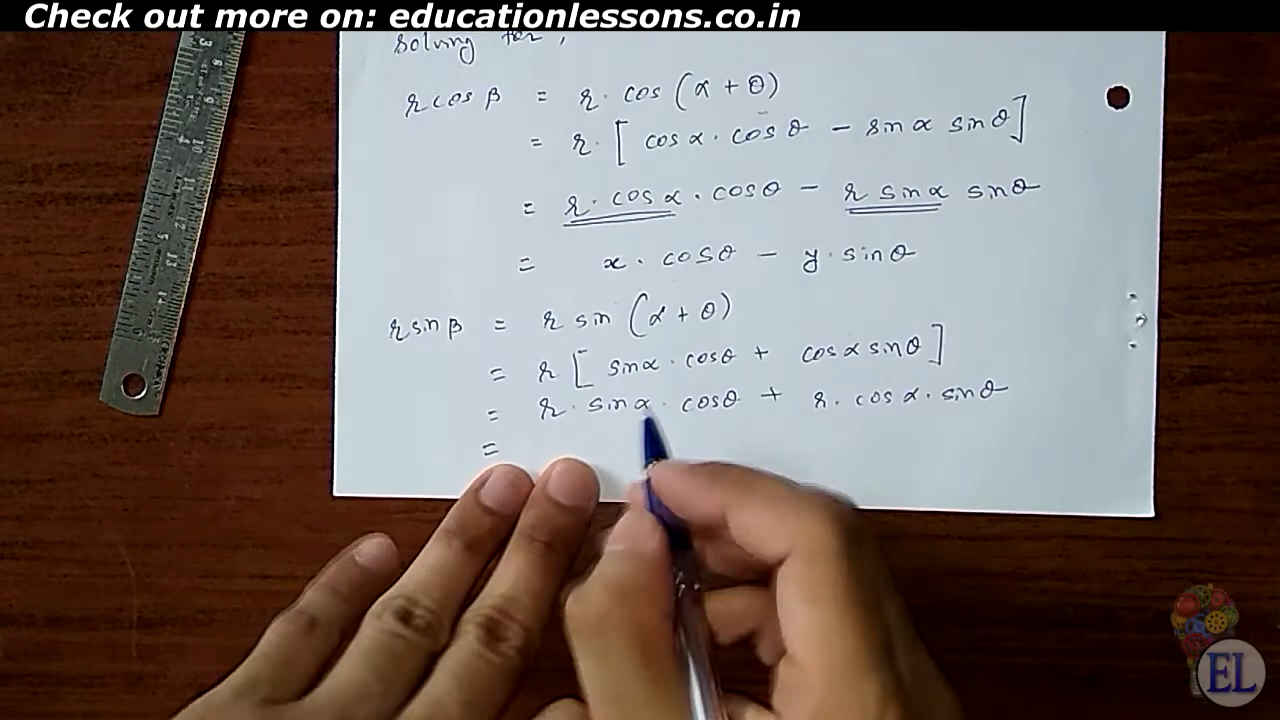 Check out more on: educationlessons.co.in
solving for,
r cos β = r. cos (α + θ)
= r. [ cos α . cos θ - sin α sin θ ]
= r. cos α . cos θ - r sin α sin θ
= x . cos θ - y . sin θ
r sin β = r sin (α + θ)
= r [ sin α . cos θ + cos α sin θ ]
= r . sin α . cos θ + r. cos α . sin θ
=
EL